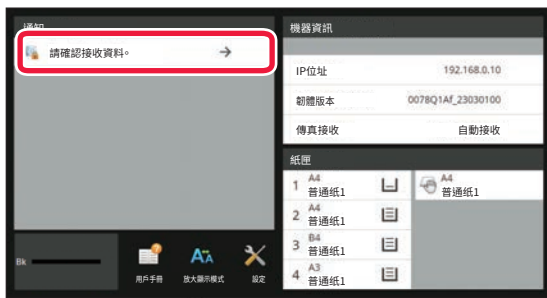 通知
請確認接收資料。
Bk
用戶手冊
放大顯示模式
設定
機器資訊
IP位址 192.168.0.10
韌體版本 0078Q1Af_23030100
傳真接收 自動接收
紙匣
1 A4 普通紙1
A4 普通紙1
2 A4 普通紙1
3 B4 普通紙1
4 A3 普通紙1